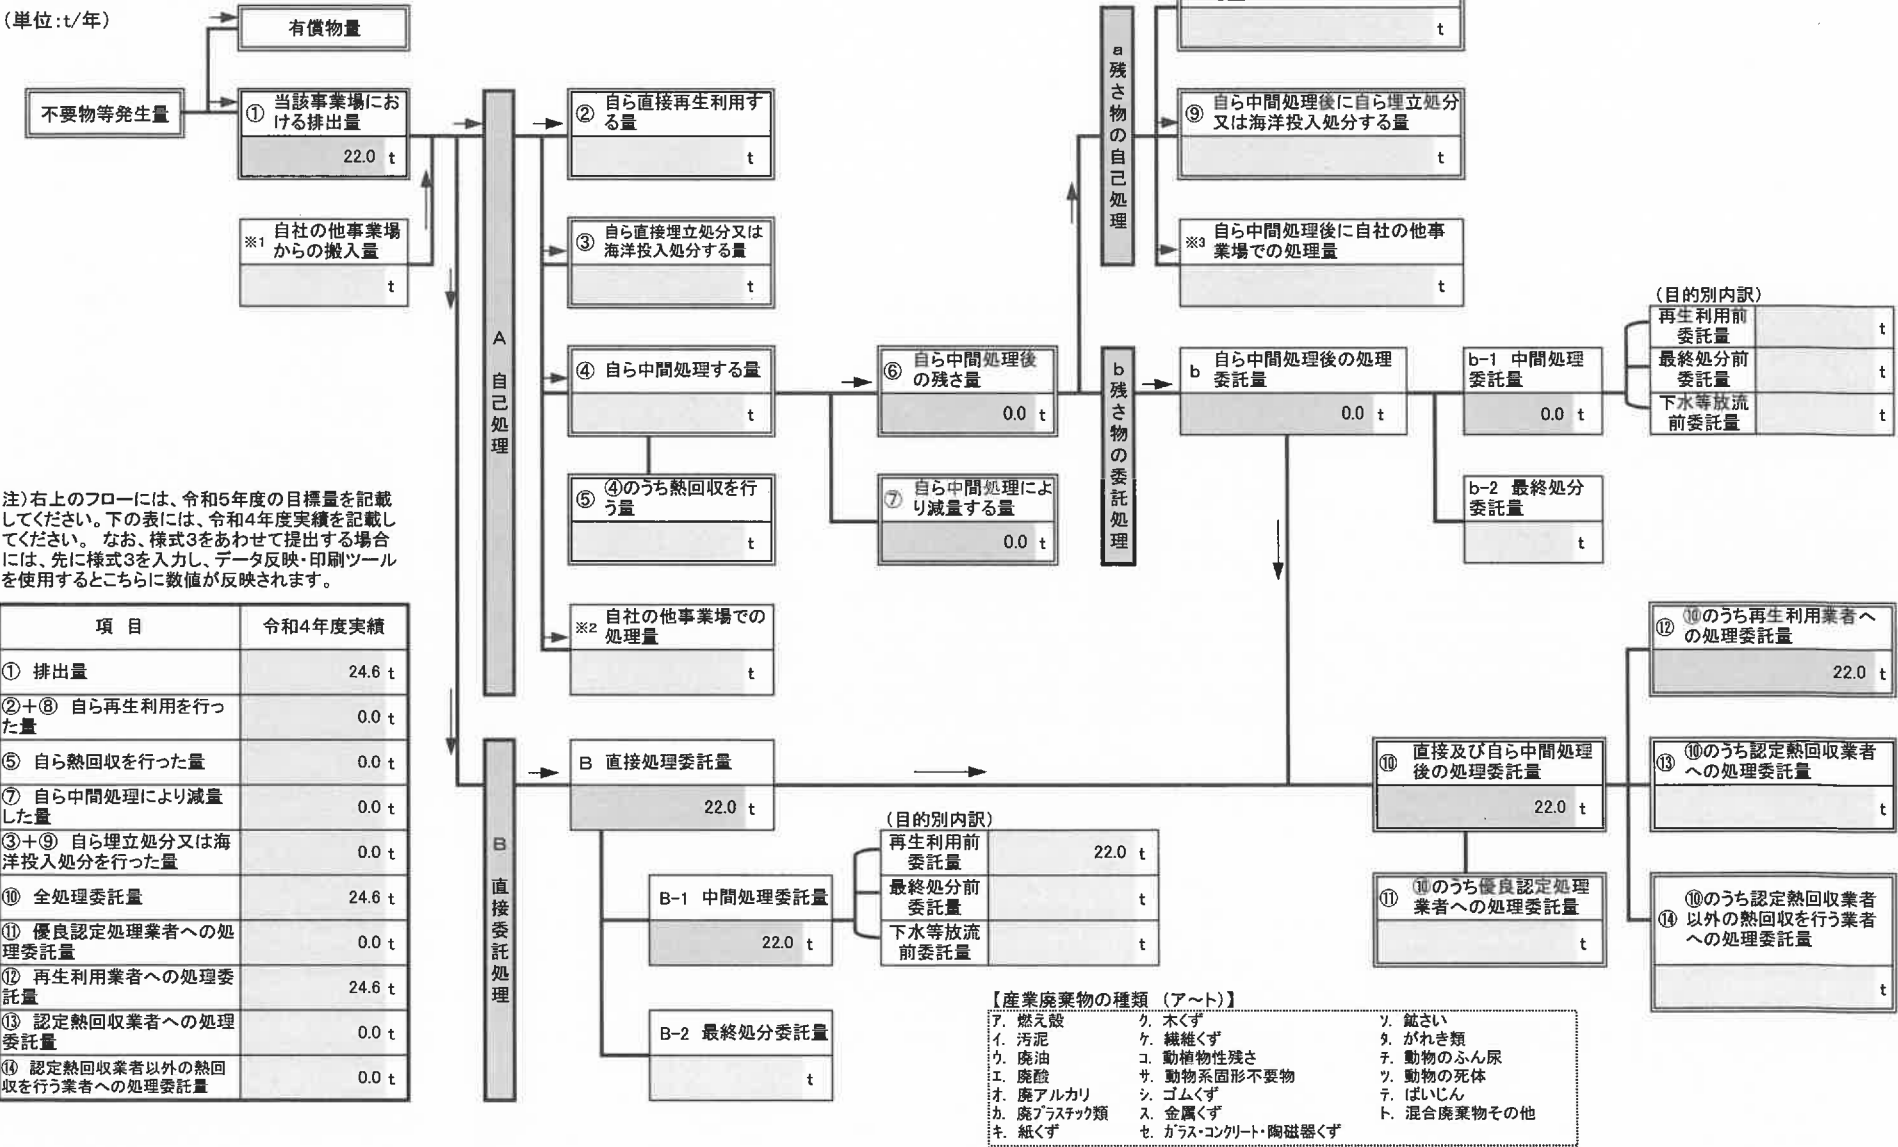 (単位:t/年)
有償物量
不要物等発生量
① 当該事業場にお
ける排出量
22.0 t
※1 自社の他事業場
からの搬入量
t
A 自己処理
② 自ら直接再生利用す
る量
t
③ 自ら直接埋立処分又は
海洋投入処分する量
t
④ 自ら中間処理する量
t
⑤ ④のうち熱回収を行
う量
t
※2 自社の他事業場での
処理量
t
⑥ 自ら中間処理後
の残さ量
0.0 t
⑦ 自ら中間処理によ
り減量する量
0.0 t
a 残さ物の自己処理
t
⑨ 自ら中間処理後に自ら埋立処分
又は海洋投入処分する量
t
※3 自ら中間処理後に自社の他事
業場での処理量
t
b 残さ物の委託処理
b 自ら中間処理後の処理
委託量
0.0 t
b-1 中間処理
委託量
0.0 t
(目的別内訳)
再生利用前
委託量
t
最終処分前
委託量
t
下水等放流
前委託量
t
b-2 最終処分
委託量
t
注)右上のフローには、令和5年度の目標量を記載
してください。下の表には、令和4年度実績を記載し
てください。 なお、様式3をあわせて提出する場合
には、先に様式3を入力し、データ反映・印刷ツール
を使用するとこちらに数値が反映されます。
項 目 令和4年度実績
① 排出量 24.6 t
②+⑧ 自ら再生利用を行っ
た量 0.0 t
⑤ 自ら熱回収を行った量 0.0 t
⑦ 自ら中間処理により減量
した量 0.0 t
③+⑨ 自ら埋立処分又は海
洋投入処分を行った量 0.0 t
⑩ 全処理委託量 24.6 t
⑪ 優良認定処理業者への処
理委託量 0.0 t
⑫ 再生利用業者への処理委
託量 24.6 t
⑬ 認定熱回収業者への処理
委託量 0.0 t
⑭ 認定熱回収業者以外の熱回
収を行う業者への処理委託量 0.0 t
B 直接委託処理
B 直接処理委託量
22.0 t
B-1 中間処理委託量
22.0 t
(目的別内訳)
再生利用前
委託量
22.0 t
最終処分前
委託量
t
下水等放流
前委託量
t
B-2 最終処分委託量
t
⑩ 直接及び自ら中間処理
後の処理委託量
22.0 t
⑪ ⑩のうち優良認定処理
業者への処理委託量
t
⑫ ⑩のうち再生利用業者へ
の処理委託量
22.0 t
⑬ ⑩のうち認定熱回収業者
への処理委託量
t
⑭ ⑩のうち認定熱回収業者
以外の熱回収を行う業者
への処理委託量
t
【産業廃棄物の種類 (ア~ト)】
ア. 燃え殻 ク. 木くず ソ. 鉱さい
イ. 汚泥 ケ. 繊維くず タ. がれき類
ウ. 廃油 コ. 動植物性残さ チ. 動物のふん尿
エ. 廃酸 サ. 動物系固形不要物 ツ. 動物の死体
オ. 廃アルカリ シ. ゴムくず テ. ばいじん
カ. 廃プラスチック類 ス. 金属くず ト. 混合廃棄物その他
キ. 紙くず セ. ガラス・コンクリート・陶磁器くず